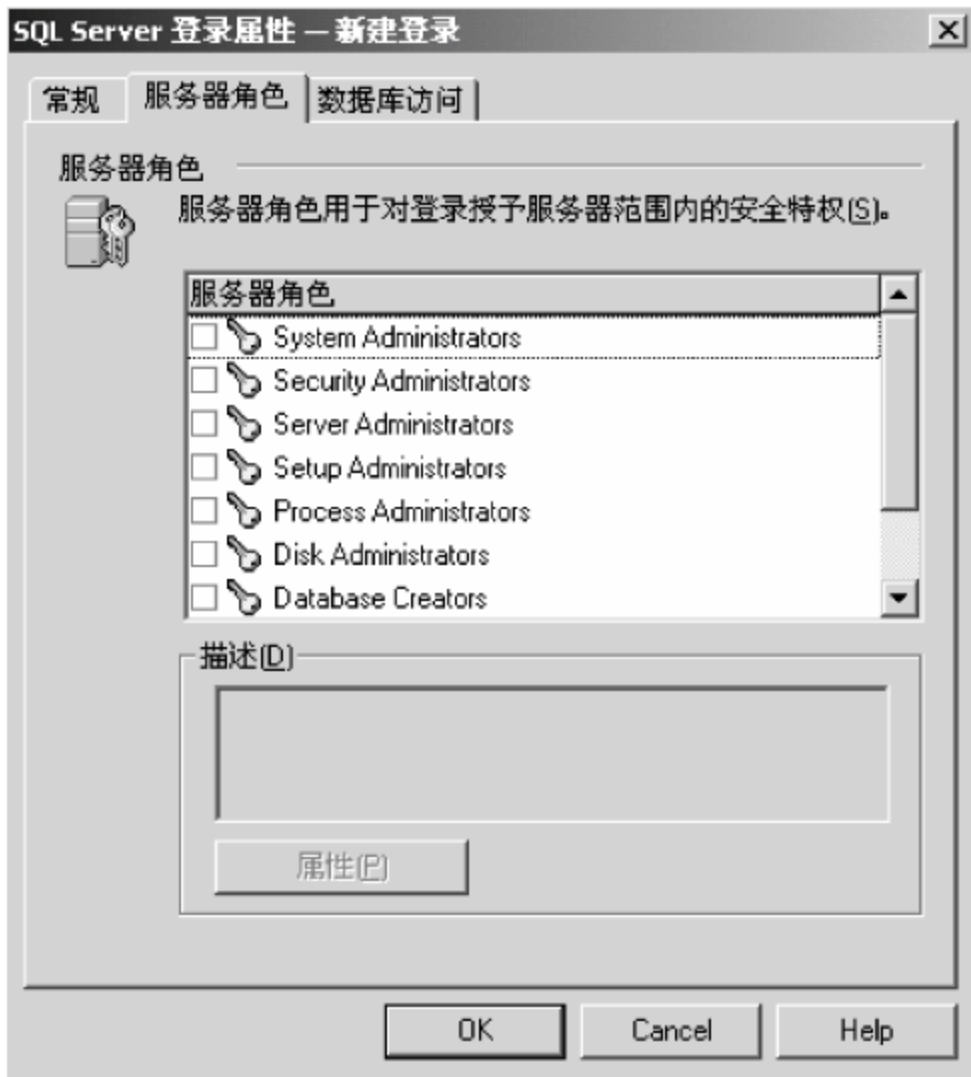 SQL Server 登录属性 — 新建登录
常规 服务器角色 数据库访问
服务器角色
服务器角色用于对登录授予服务器范围内的安全特权(S)。
服务器角色
System Administrators
Security Administrators
Server Administrators
Setup Administrators
Process Administrators
Disk Administrators
Database Creators
描述(D)
属性(P)
OK Cancel Help